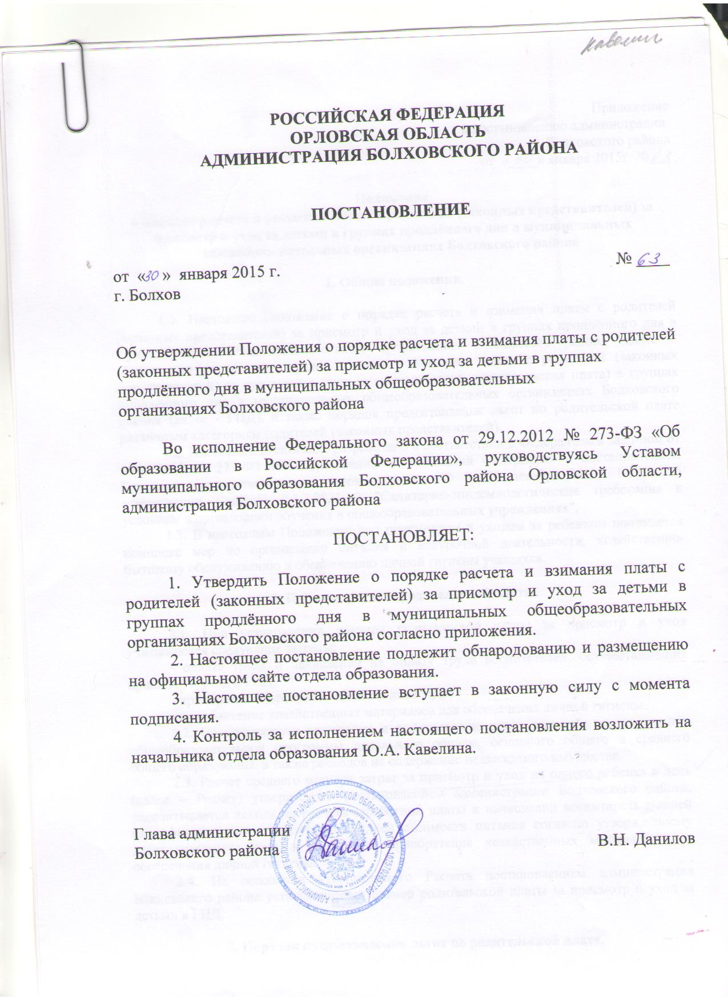 Кавелин
РОССИЙСКАЯ ФЕДЕРАЦИЯ
ОРЛОВСКАЯ ОБЛАСТЬ
АДМИНИСТРАЦИЯ БОЛХОВСКОГО РАЙОНА
ПОСТАНОВЛЕНИЕ
от «30» января 2015 г. № 63
г. Болхов
Об утверждении Положения о порядке расчета и взимания платы с родителей
(законных представителей) за присмотр и уход за детьми в группах
продлённого дня в муниципальных общеобразовательных
организациях Болховского района
Во исполнение Федерального закона от 29.12.2012 № 273-ФЗ «Об
образовании в Российской Федерации», руководствуясь Уставом
муниципального образования Болховского района Орловской области,
администрация Болховского района
ПОСТАНОВЛЯЕТ:
1. Утвердить Положение о порядке расчета и взимания платы с
родителей (законных представителей) за присмотр и уход за детьми в
группах продлённого дня в муниципальных общеобразовательных
организациях Болховского района согласно приложения.
2. Настоящее постановление подлежит обнародованию и размещению
на официальном сайте отдела образования.
3. Настоящее постановление вступает в законную силу с момента
подписания.
4. Контроль за исполнением настоящего постановления возложить на
начальника отдела образования Ю.А. Кавелина.
Глава администрации
Болховского района
В.Н. Данилов
АДМИНИСТРАЦИЯ БОЛХОВСКОГО РАЙОНА ОРЛОВСКОЙ ОБЛАСТИ